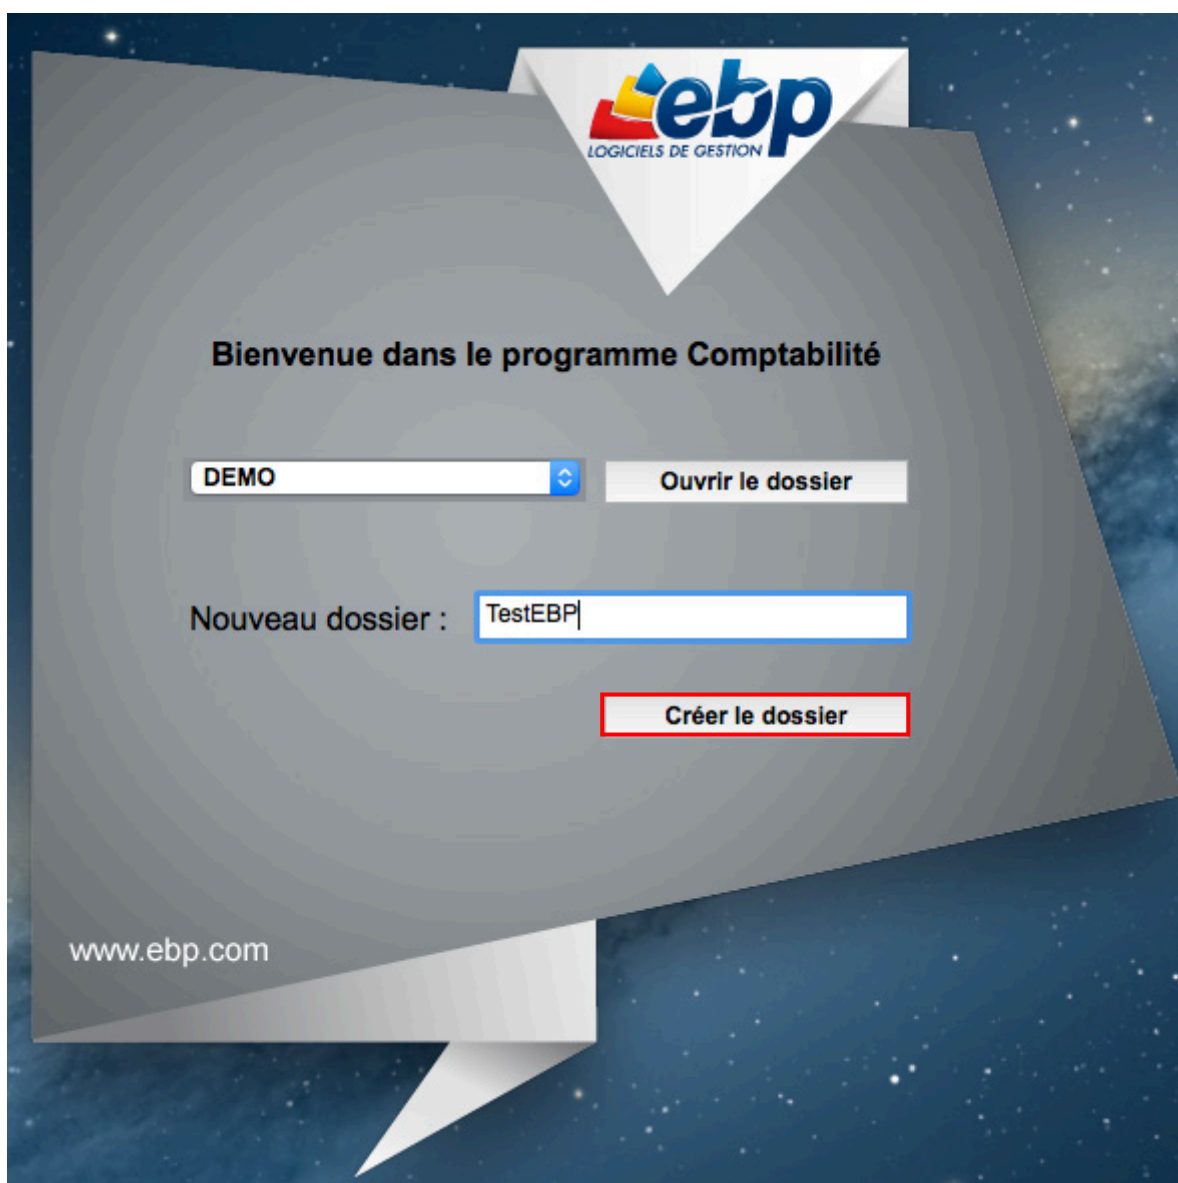 ebp
LOGICIELS DE GESTION
Bienvenue dans le programme Comptabilité
DEMO
Ouvrir le dossier
Nouveau dossier :
TestEBP
Créer le dossier
www.ebp.com